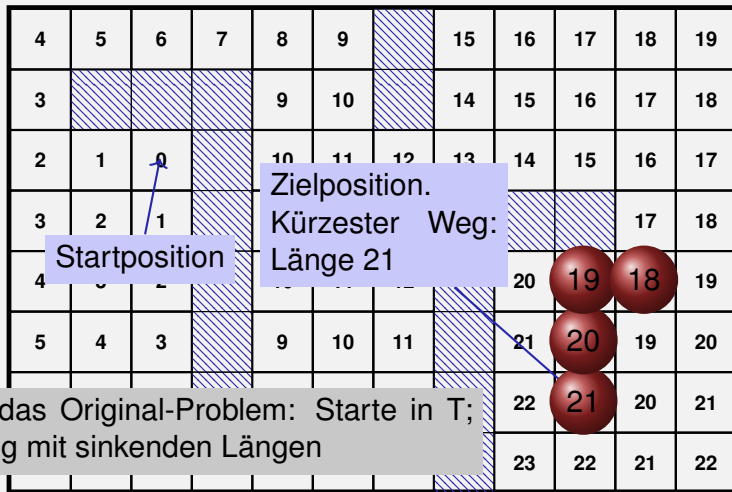 4 5 6 7 8 9 15 16 17 18 19
3 9 10 14 15 16 17 18
2 1 0 10 11 12 13 14 15 16 17
Zielposition.
Kürzester Weg:
Länge 21
3 2 1 17 18
Startposition
4 20 19 18 19
5 4 3 9 10 11 21 20 19 20
22 21 20 21
das Original-Problem: Starte in T;
mit sinkenden Längen
23 22 21 22